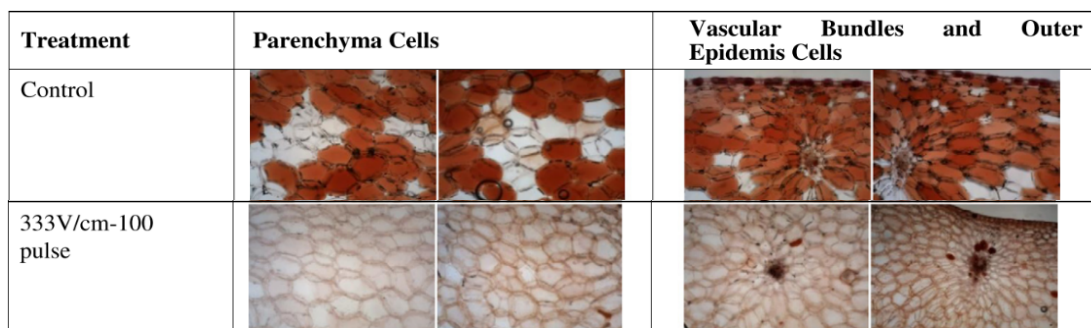 Treatment
Parenchyma Cells
Vascular Bundles and Outer
Epidemis Cells
Control
333V/cm-100
pulse